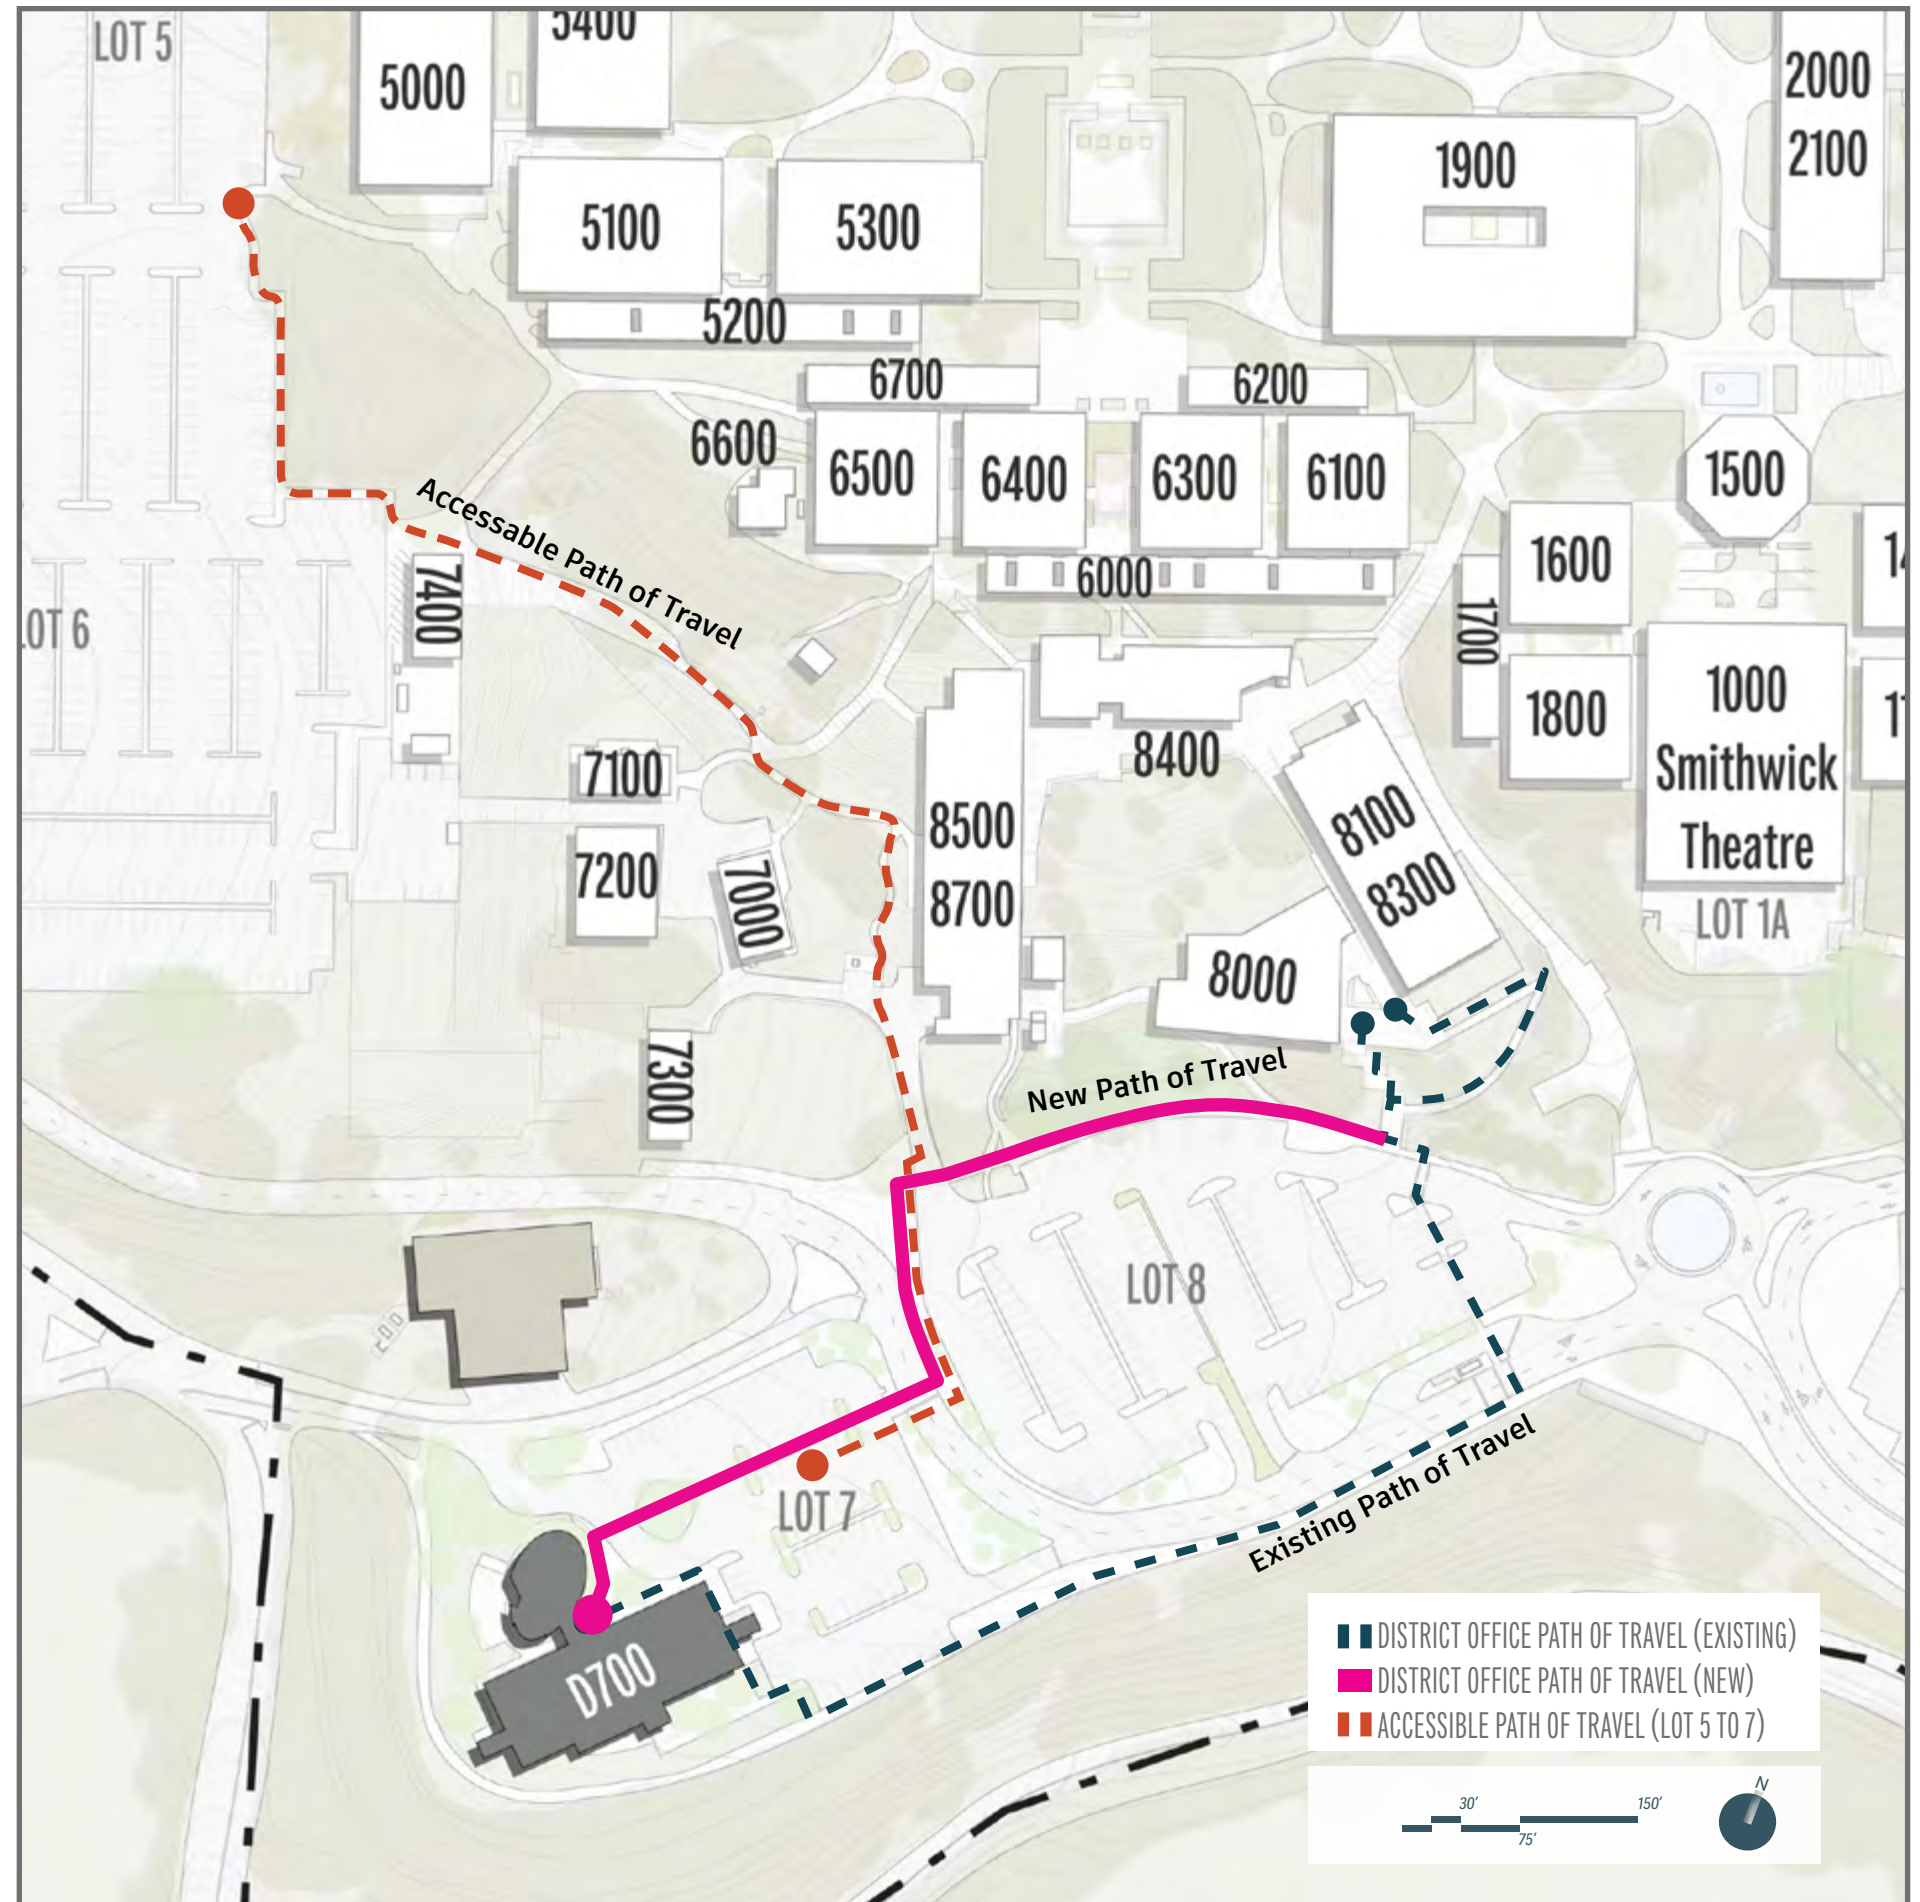 LOT 5
5400
5000
2000
2100
1900
5100
5300
5200
6700
6200
6600
6500
6400
6300
6100
1500
Accessable Path of Travel
7400
6000
1600
1700
LOT 6
1000
Smithwick
Theatre
1800
8400
7100
8500
8700
8100
8300
7200
7000
LOT 1A
8000
7300
New Path of Travel
LOT 8
LOT 7
Existing Path of Travel
D700
DISTRICT OFFICE PATH OF TRAVEL (EXISTING)
DISTRICT OFFICE PATH OF TRAVEL (NEW)
ACCESSIBLE PATH OF TRAVEL (LOT 5 TO 7)
N
30’
150’
75’